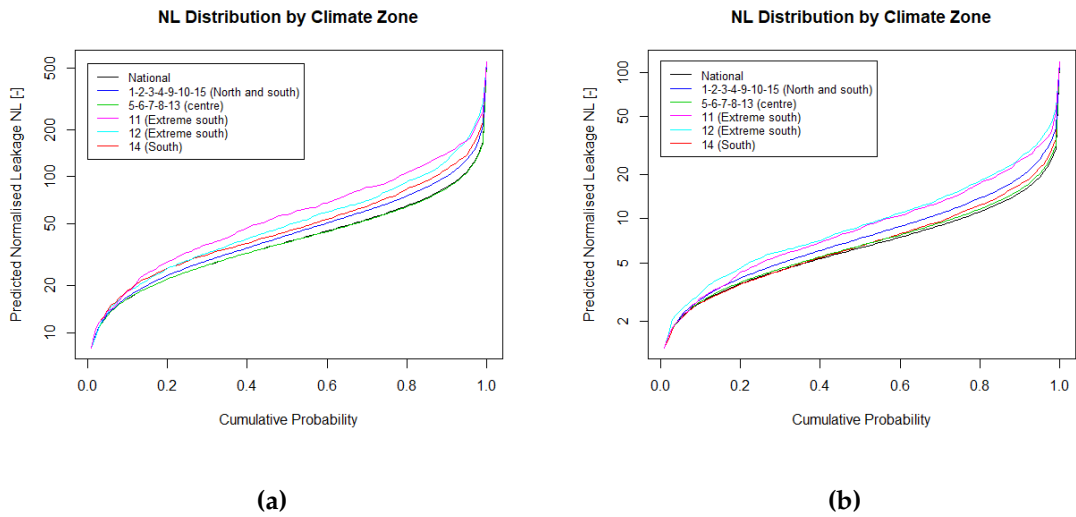 NL Distribution by Climate Zone
Predicted Normalised Leakage NL [-]
500
200
100
50
20
10
National
1-2-3-4-9-10-15 (North and south)
5-6-7-8-13 (centre)
11 (Extreme south)
12 (Extreme south)
14 (South)
0.0 0.2 0.4 0.6 0.8 1.0
Cumulative Probability
(a)
NL Distribution by Climate Zone
Predicted Normalised Leakage NL [-]
100
50
20
10
5
2
National
1-2-3-4-9-10-15 (North and south)
5-6-7-8-13 (centre)
11 (Extreme south)
12 (Extreme south)
14 (South)
0.0 0.2 0.4 0.6 0.8 1.0
Cumulative Probability
(b)